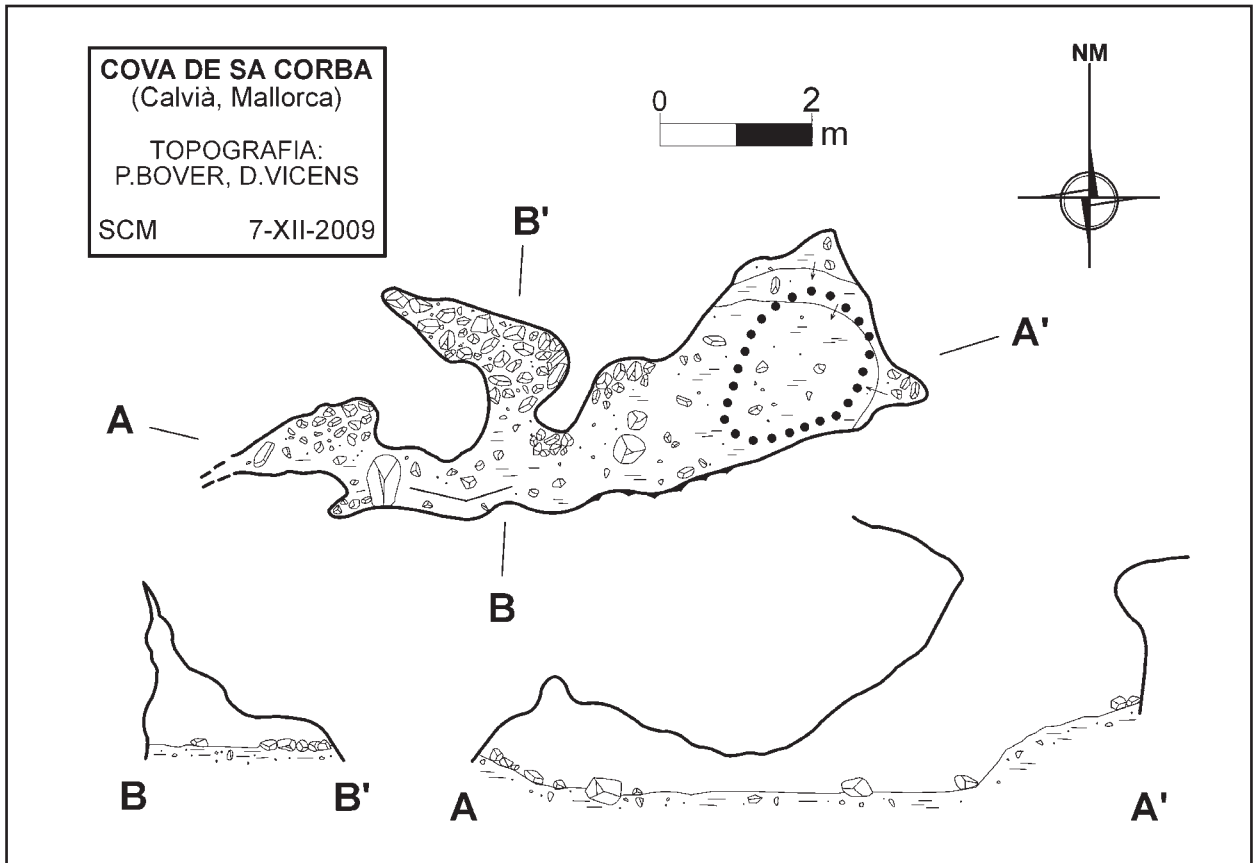 COVA DE SA CORBA
(Calvià, Mallorca)
TOPOGRAFIA:
P.BOVER, D.VICENS
SCM 7-XII-2009
0 2
m
NM
B'
A'
A
B
B B' A A'